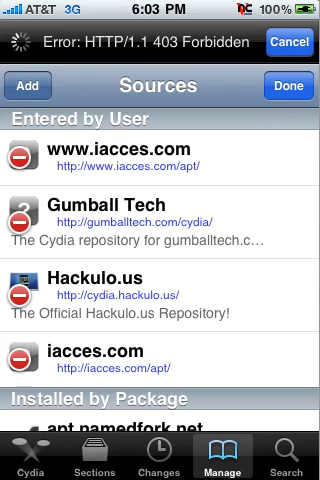 AT&T 3G 6:03 PM 100%
Error: HTTP/1.1 403 Forbidden Cancel
Add Sources Done
Entered by User
www.iacces.com
http://www.iacces.com/apt/
Gumball Tech
http://gumballtech.com/cydia/
The Cydia repository for gumballtech.c...
Hackulo.us
http://cydia.hackulo.us/
The Official Hackulo.us Repository!
iacces.com
http://iacces.com/apt/
Installed by Package
apt.namedfork.net
Cydia Sections Changes Manage Search